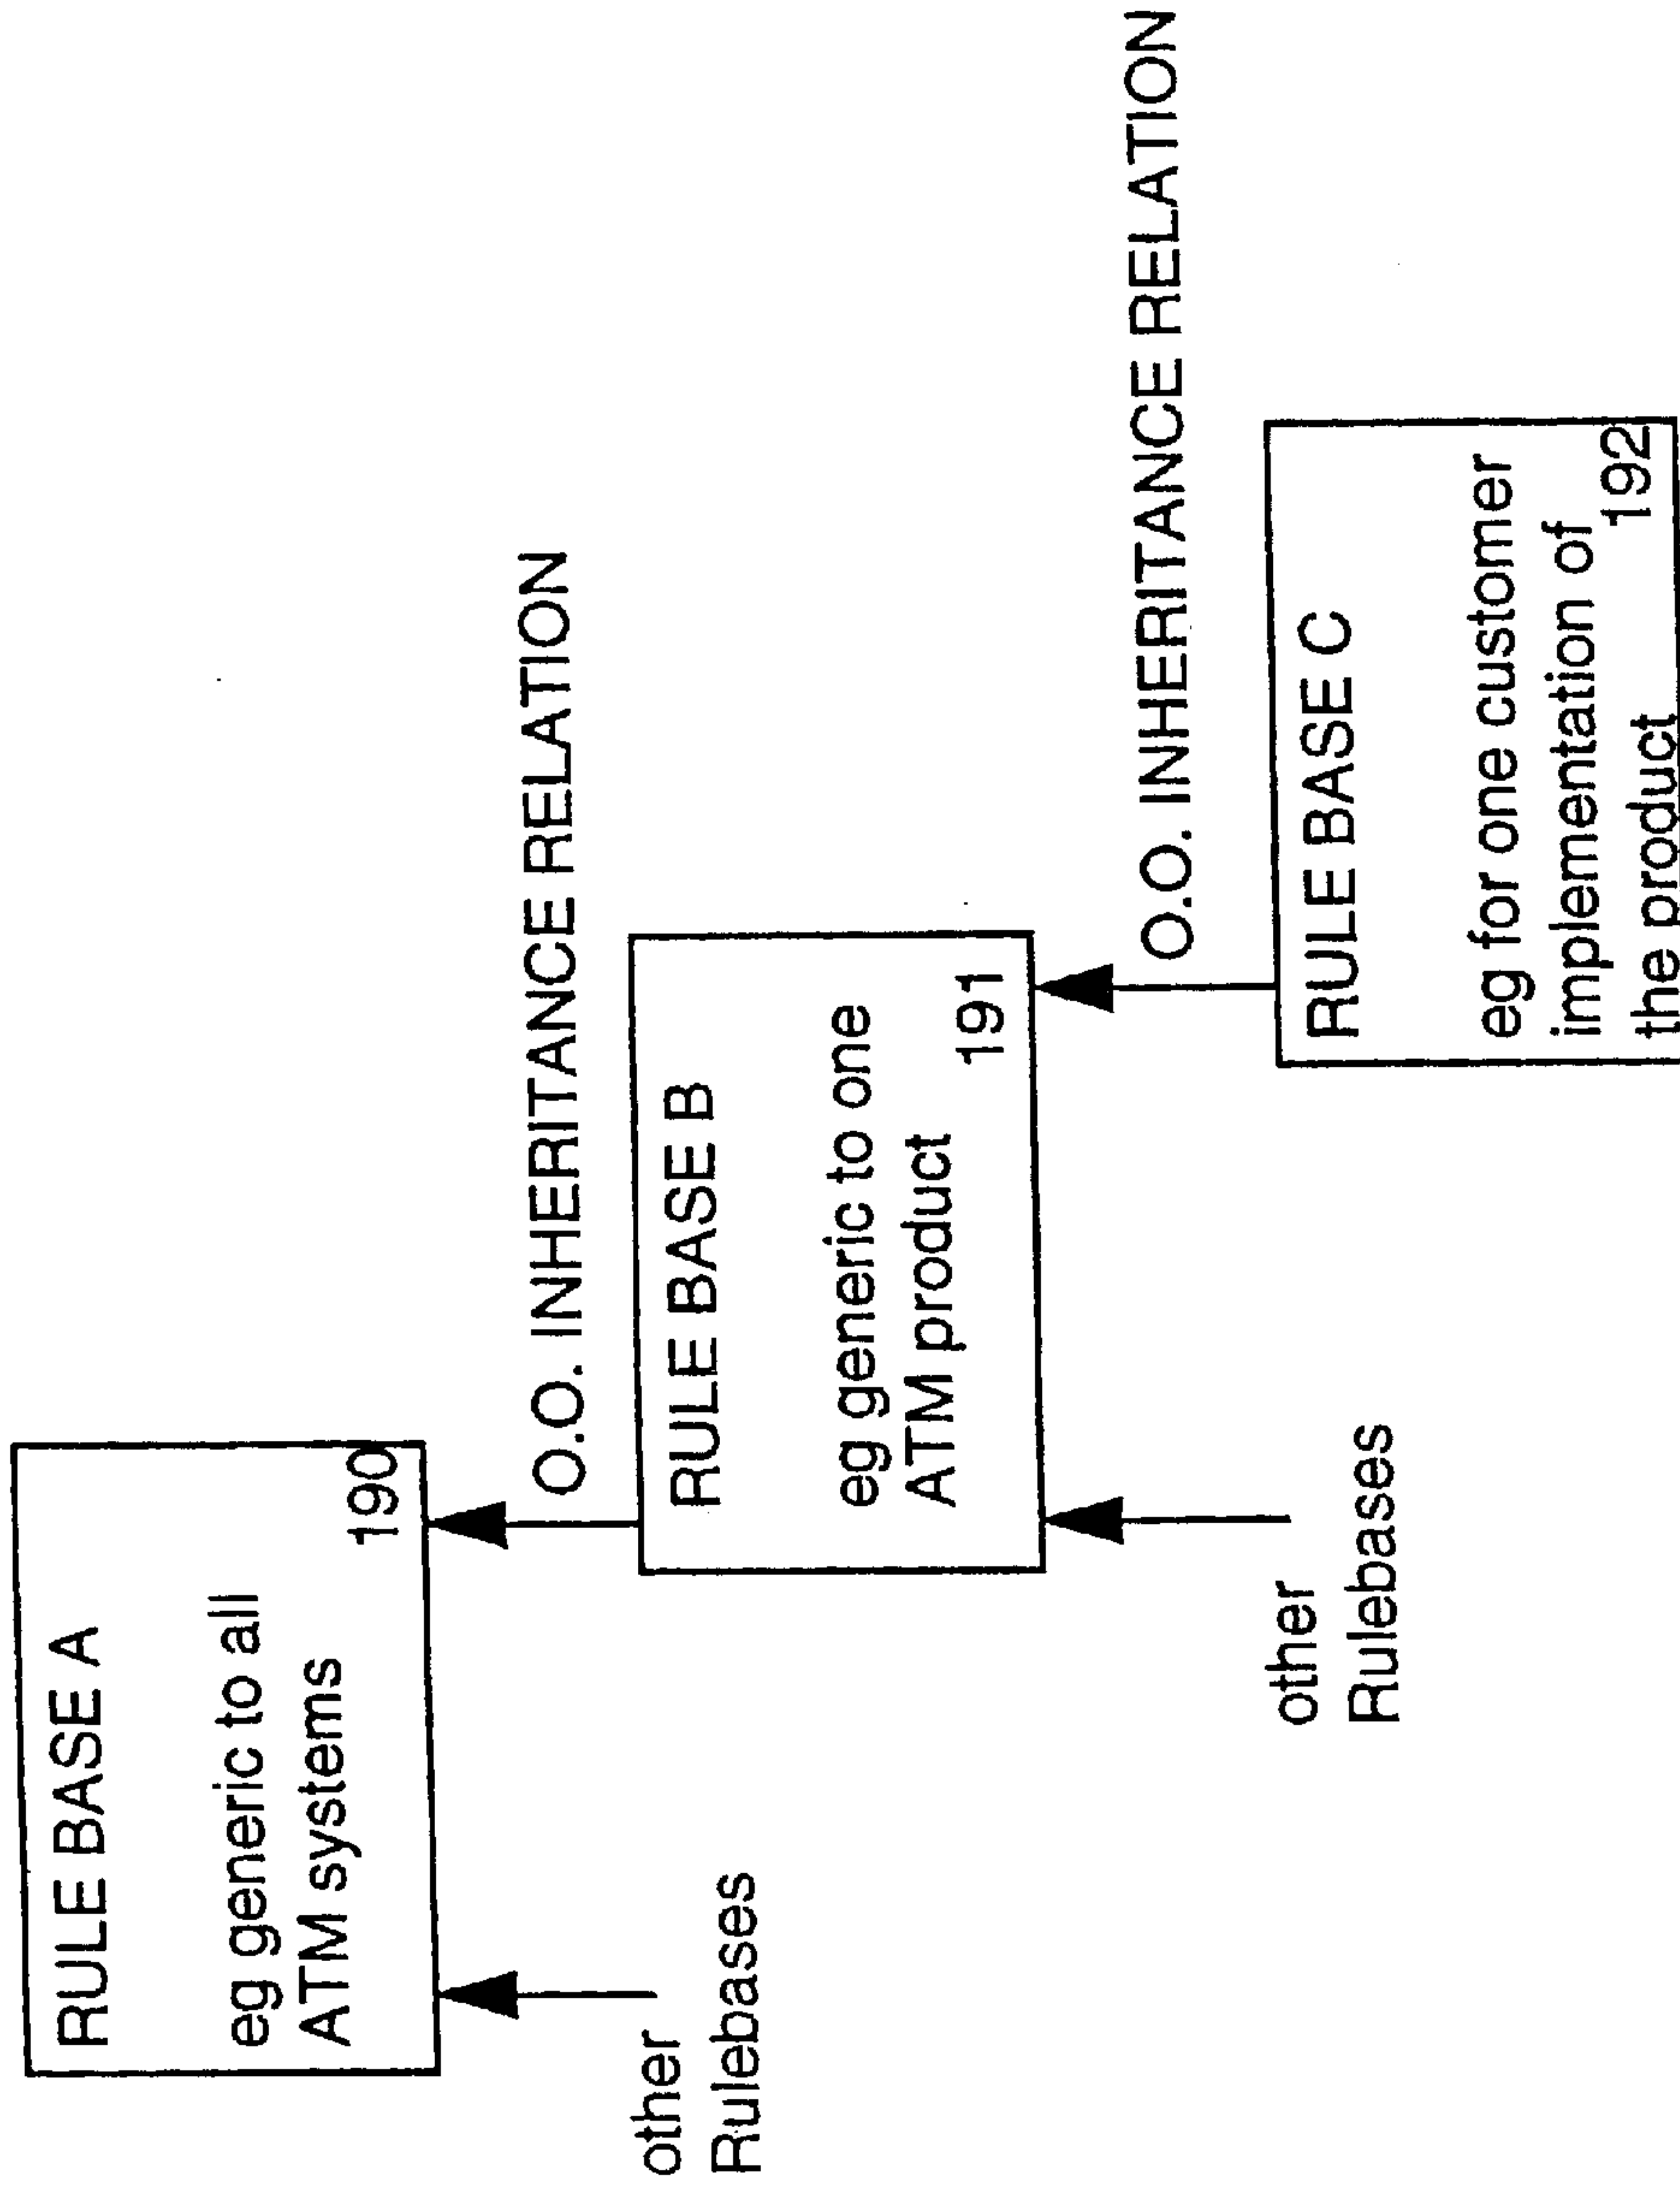 RULE BASE A
eg generic to all
ATM systems
190
O.O. INHERITANCE RELATION
other
Rulebases
RULE BASE B
eg generic to one
ATM product
191
O.O. INHERITANCE RELATION
other
Rulebases
RULE BASE C
eg for one customer
implementation of
192
the product